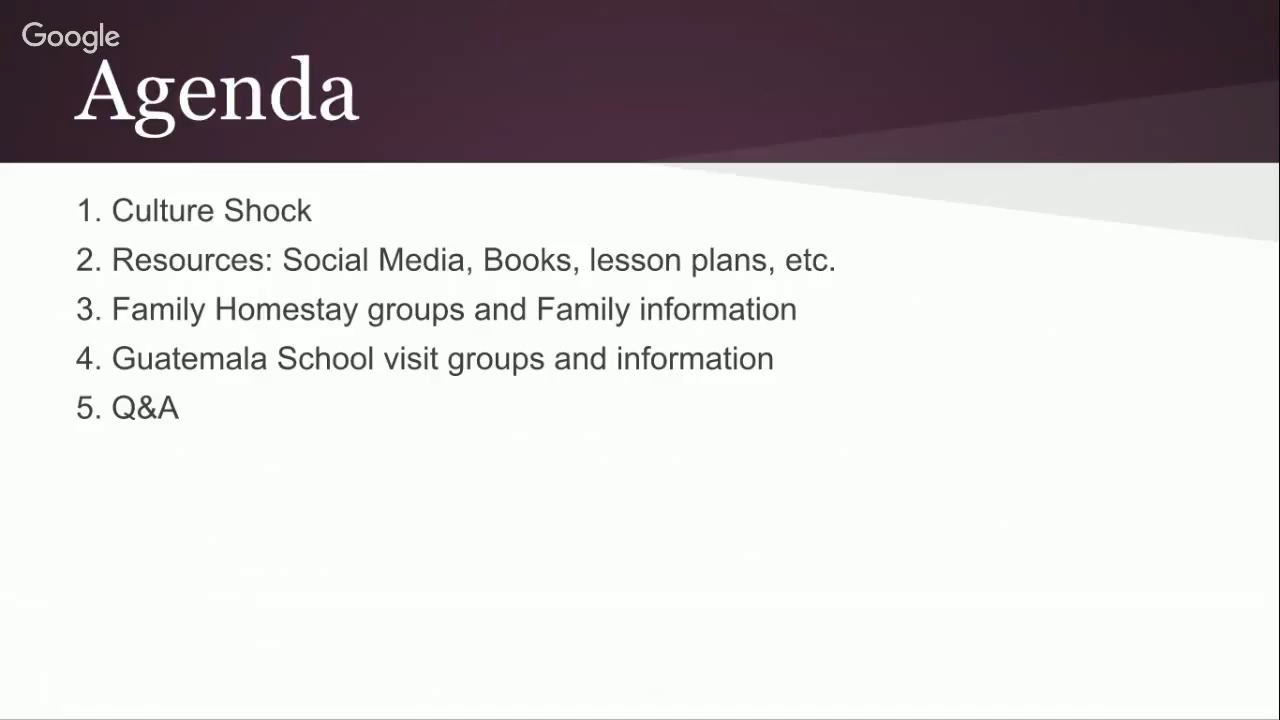 Google
Agenda
1. Culture Shock
2. Resources: Social Media, Books, lesson plans, etc.
3. Family Homestay groups and Family information
4. Guatemala School visit groups and information
5. Q&A